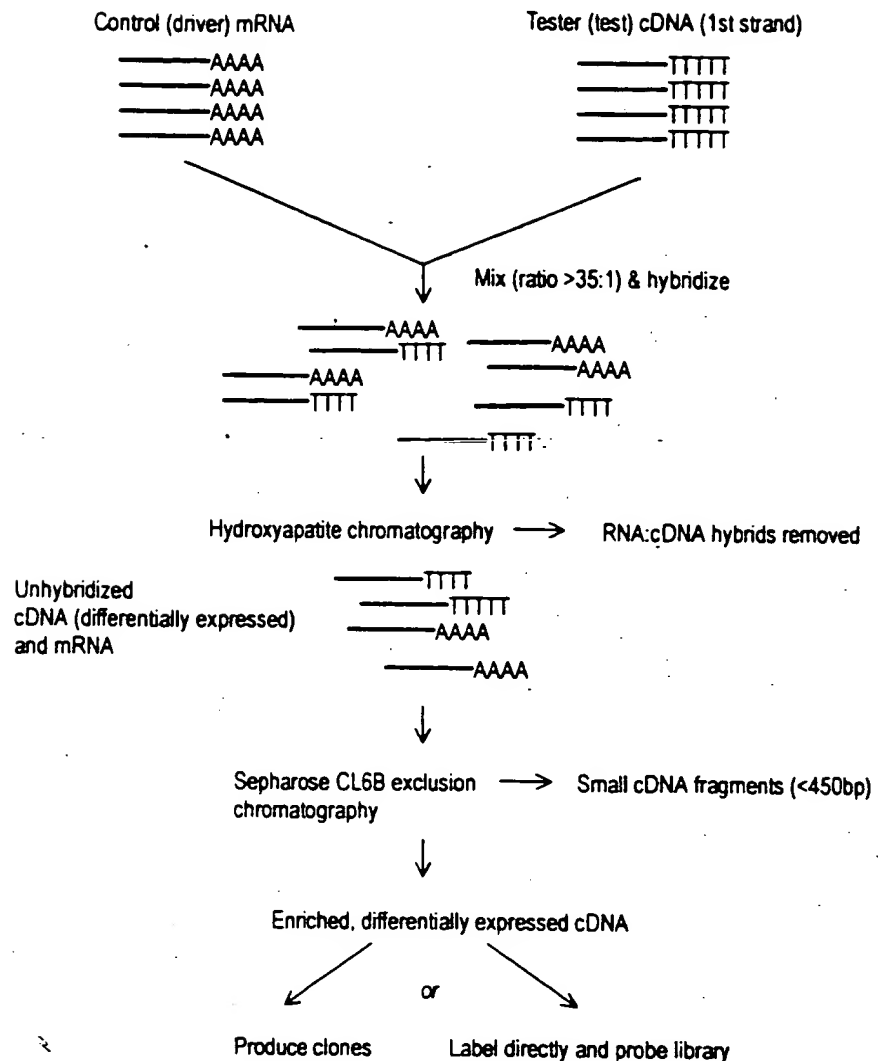 Control (driver) mRNA
Tester (test) cDNA (1st strand)
AAAA
AAAA
AAAA
AAAA
TTTTT
TTTTT
TTTTT
TTTTT
Mix (ratio >35:1) & hybridize
AAAA
TTTT
AAAA
TTTT
AAAA
AAAA
TTTT
TTTT
Hydroxyapatite chromatography
RNA:cDNA hybrids removed
Unhybridized
cDNA (differentially expressed)
and mRNA
TTTT
TTTTT
AAAA
AAAA
Sepharose CL6B exclusion
chromatography
Small cDNA fragments (<450bp)
Enriched, differentially expressed cDNA
or
Produce clones
Label directly and probe library